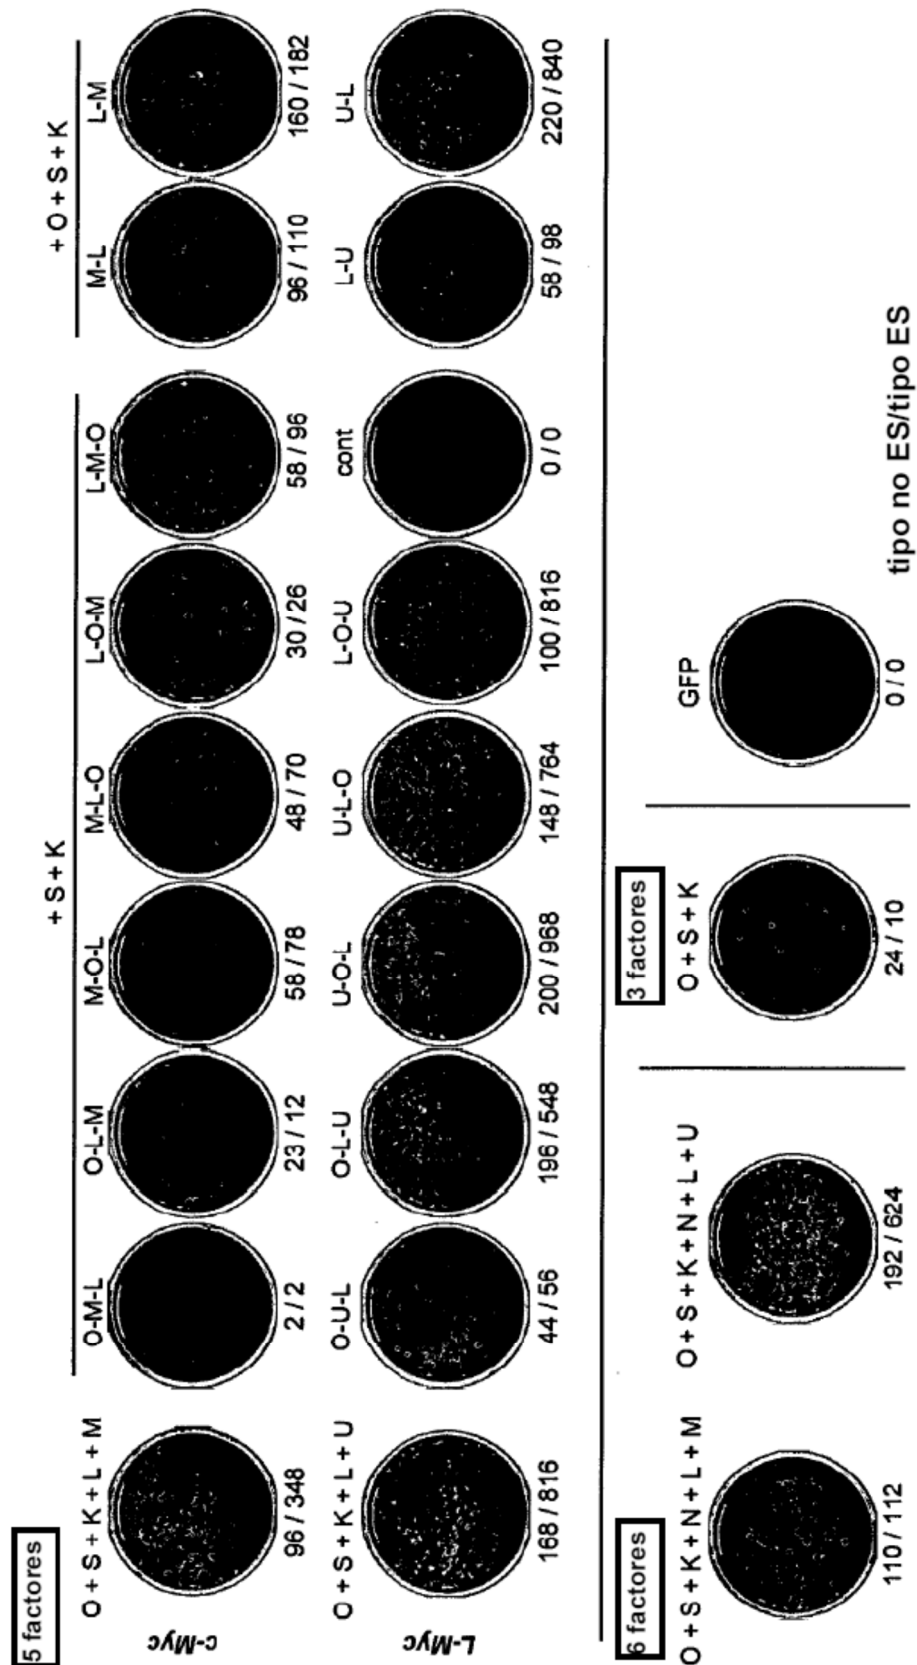 5 factores
+ S + K
+ O + S + K
O + S + K + L + M
O-M-L
O-L-M
M-O-L
M-L-O
L-O-M
L-M-O
M-L
L-M
c-Myc
96 / 348
2 / 2
23 / 12
58 / 78
48 / 70
30 / 26
58 / 96
96 / 110
160 / 182
O + S + K + L + U
O-U-L
O-L-U
U-O-L
U-L-O
L-O-U
cont
L-U
U-L
L-Myc
168 / 816
44 / 56
196 / 548
200 / 968
148 / 764
100 / 816
0 / 0
58 / 98
220 / 840
6 factores
3 factores
O + S + K + N + L + M
O + S + K + N + L + U
O + S + K
GFP
110 / 112
192 / 624
24 / 10
0 / 0
tipo no ES/tipo ES